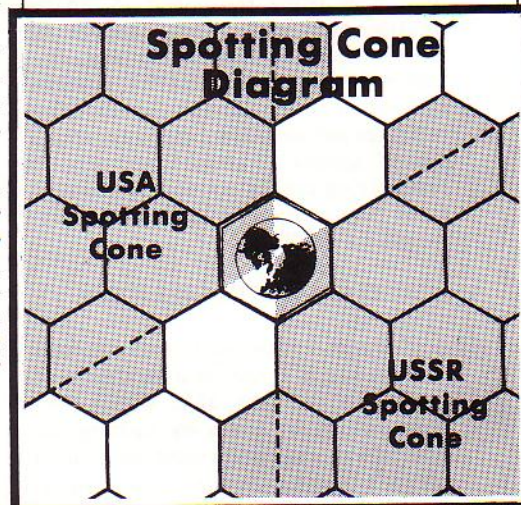 Spotting Cone
Diagram
USA
Spotting
Cone
USSR
Spotting
Cone